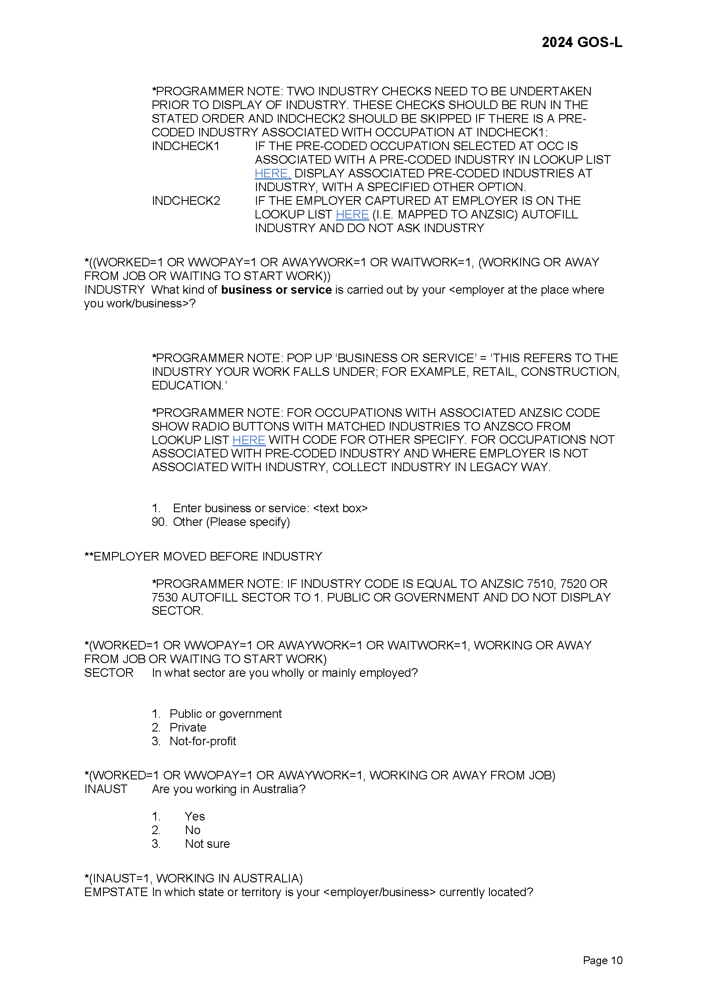 2024 GOS-L
*PROGRAMMER NOTE: TWO INDUSTRY CHECKS NEED TO BE UNDERTAKEN
PRIOR TO DISPLAY OF INDUSTRY. THESE CHECKS SHOULD BE RUN IN THE
STATED ORDER AND INDCHECK2 SHOULD BE SKIPPED IF THERE IS A PRE-
CODED INDUSTRY ASSOCIATED WITH OCCUPATION AT INDCHECK1:
INDCHECK1 IF THE PRE-CODED OCCUPATION SELECTED AT OCC IS
ASSOCIATED WITH A PRE-CODED INDUSTRY IN LOOKUP LIST
HERE, DISPLAY ASSOCIATED PRE-CODED INDUSTRIES AT
INDUSTRY, WITH A SPECIFIED OTHER OPTION.
INDCHECK2 IF THE EMPLOYER CAPTURED AT EMPLOYER IS ON THE
LOOKUP LIST HERE (I.E. MAPPED TO ANZSIC) AUTOFILL
INDUSTRY AND DO NOT ASK INDUSTRY
*((WORKED=1 OR WWOPAY=1 OR AWAYWORK=1 OR WAITWORK=1, (WORKING OR AWAY
FROM JOB OR WAITING TO START WORK))
INDUSTRY What kind of business or service is carried out by your <employer at the place where
you work/business>?
*PROGRAMMER NOTE: POP UP ‘BUSINESS OR SERVICE’ = ‘THIS REFERS TO THE
INDUSTRY YOUR WORK FALLS UNDER; FOR EXAMPLE, RETAIL, CONSTRUCTION,
EDUCATION.’
*PROGRAMMER NOTE: FOR OCCUPATIONS WITH ASSOCIATED ANZSIC CODE
SHOW RADIO BUTTONS WITH MATCHED INDUSTRIES TO ANZSCO FROM
LOOKUP LIST HERE WITH CODE FOR OTHER SPECIFY. FOR OCCUPATIONS NOT
ASSOCIATED WITH PRE-CODED INDUSTRY AND WHERE EMPLOYER IS NOT
ASSOCIATED WITH INDUSTRY, COLLECT INDUSTRY IN LEGACY WAY.
1. Enter business or service: <text box>
90. Other (Please specify)
**EMPLOYER MOVED BEFORE INDUSTRY
*PROGRAMMER NOTE: IF INDUSTRY CODE IS EQUAL TO ANZSIC 7510, 7520 OR
7530 AUTOFILL SECTOR TO 1. PUBLIC OR GOVERNMENT AND DO NOT DISPLAY
SECTOR.
*(WORKED=1 OR WWOPAY=1 OR AWAYWORK=1 OR WAITWORK=1, WORKING OR AWAY
FROM JOB OR WAITING TO START WORK)
SECTOR In what sector are you wholly or mainly employed?
1. Public or government
2. Private
3. Not-for-profit
*(WORKED=1 OR WWOPAY=1 OR AWAYWORK=1, WORKING OR AWAY FROM JOB)
INAUST Are you working in Australia?
1. Yes
2. No
3. Not sure
*(INAUST=1, WORKING IN AUSTRALIA)
EMPSTATE In which state or territory is your <employer/business> currently located?
Page 10